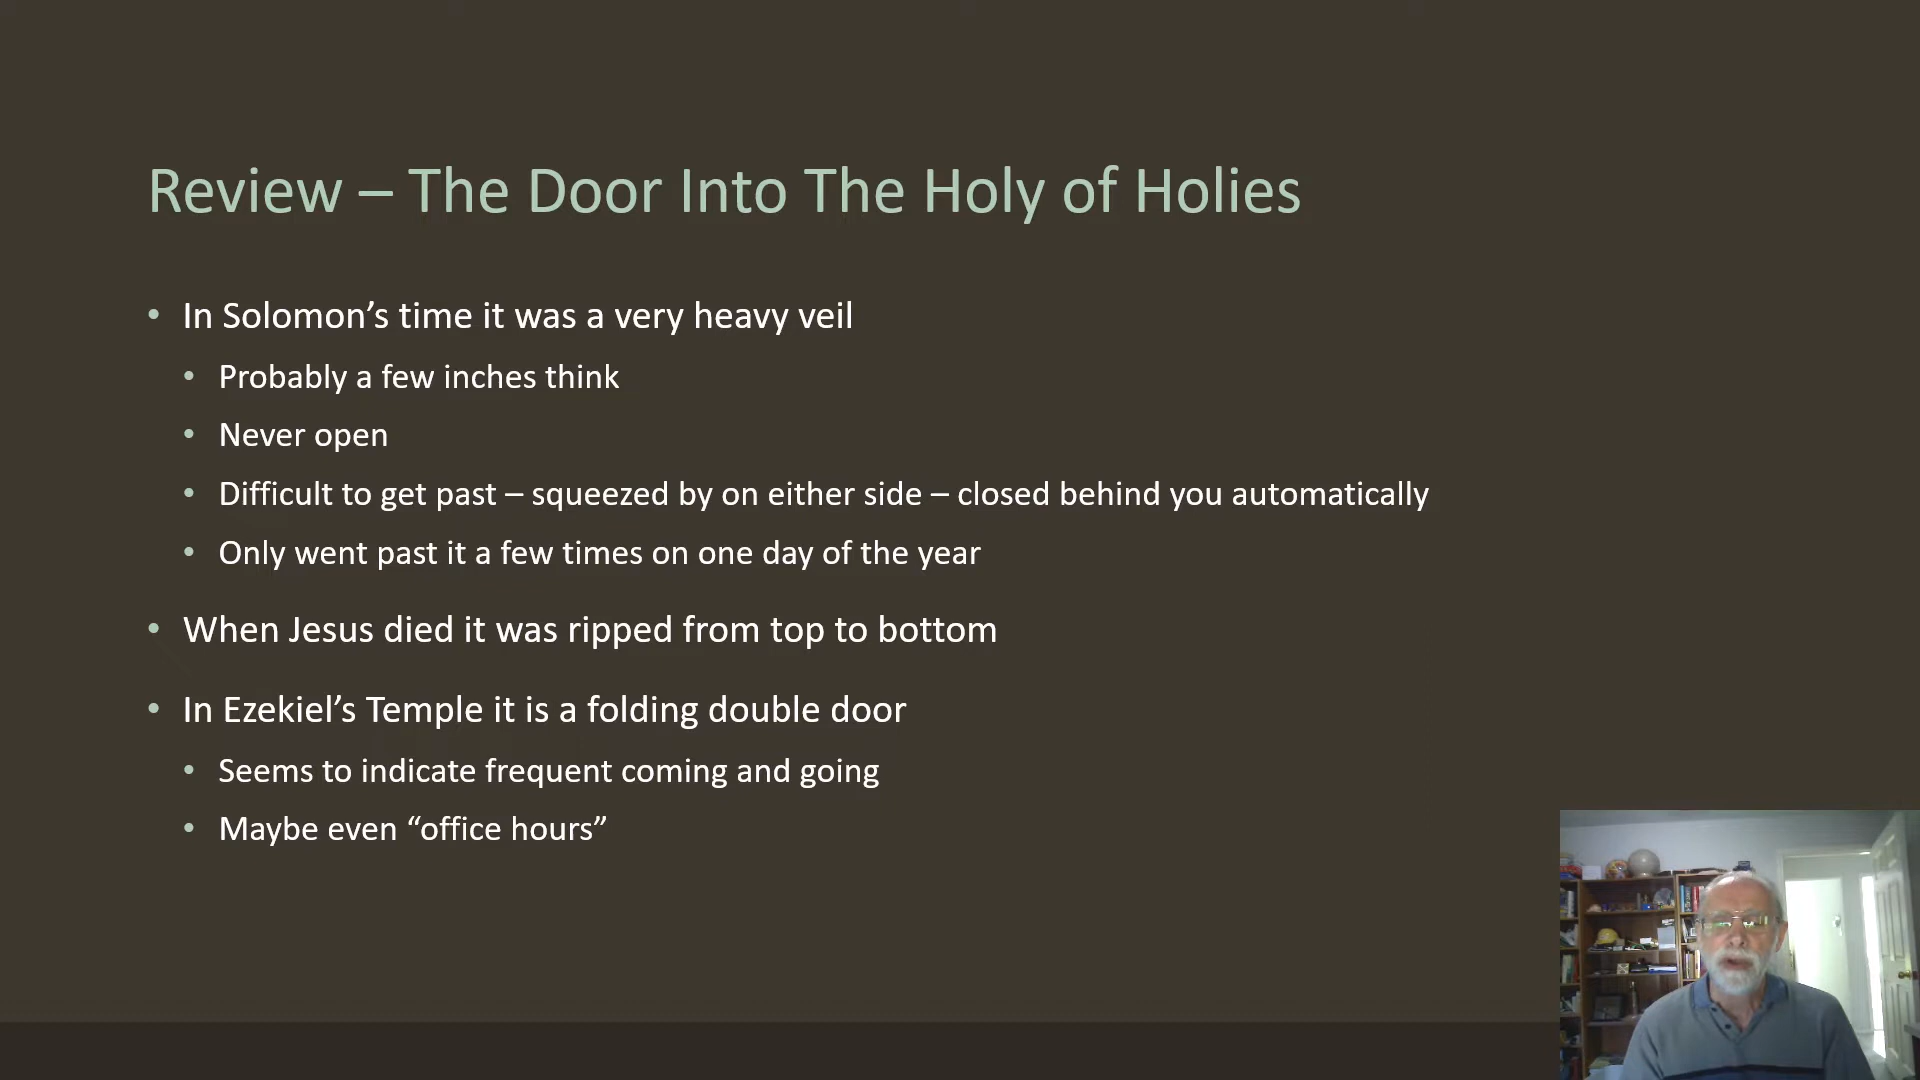 Review – The Door Into The Holy of Holies
• In Solomon’s time it was a very heavy veil
• Probably a few inches think
• Never open
• Difficult to get past – squeezed by on either side – closed behind you automatically
• Only went past it a few times on one day of the year
• When Jesus died it was ripped from top to bottom
• In Ezekiel’s Temple it is a folding double door
• Seems to indicate frequent coming and going
• Maybe even “office hours”